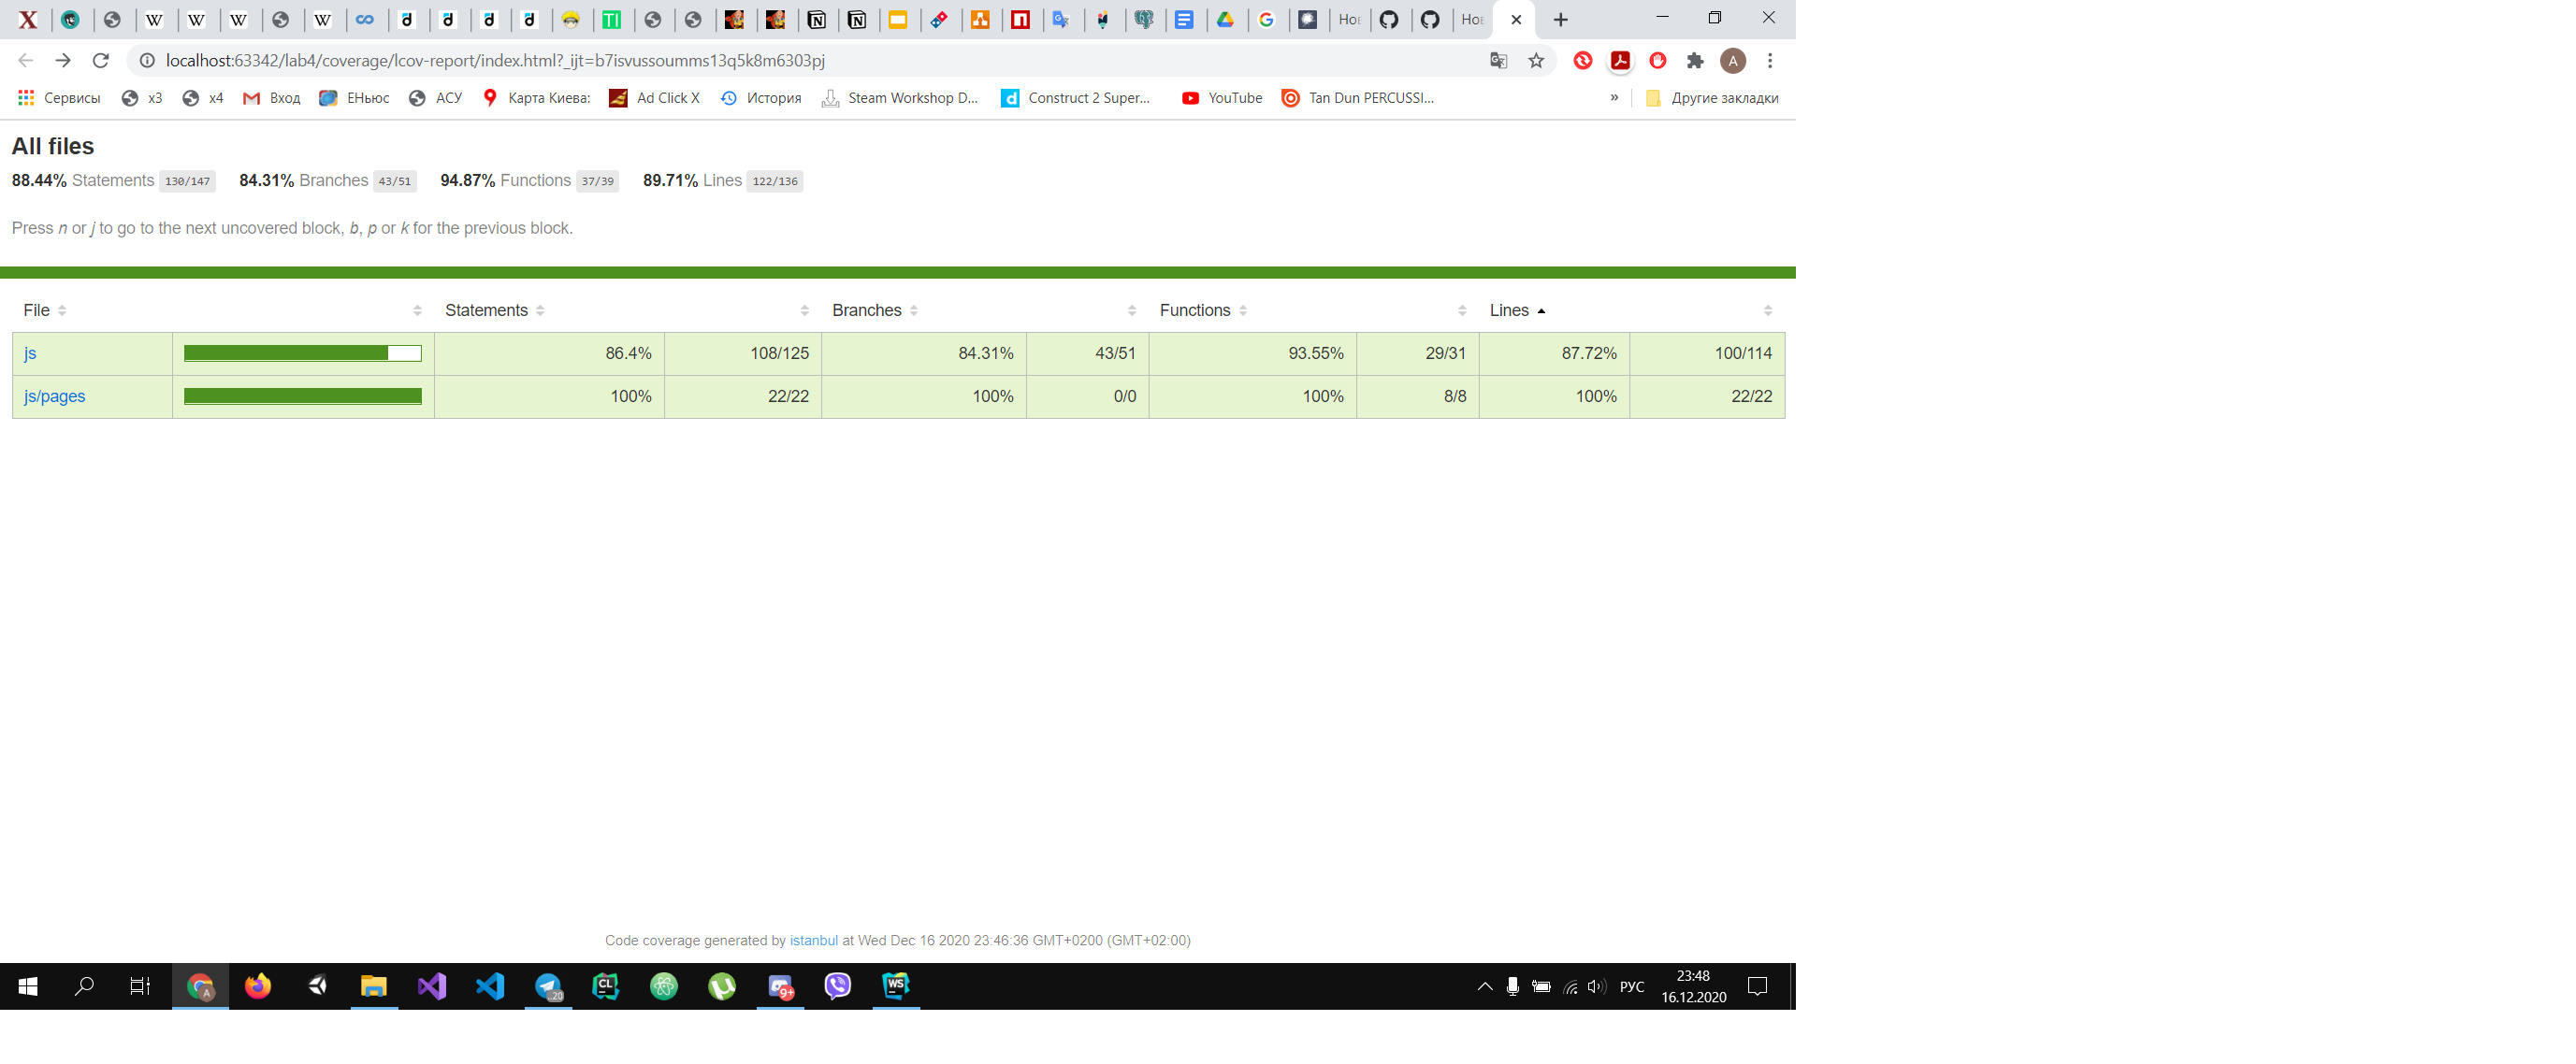 Нов
Нов
localhost:63342/lab4/coverage/lcov-report/index.html?_ijt=b7isvussoumms13q5k8m6303pj
A
Сервисы x3 x4 Вход ЕНьюс АСУ Карта Киева: Ad Click X История Steam Workshop D... Construct 2 Super... YouTube Tan Dun PERCUSSI... » Другие закладки
All files
88.44% Statements 130/147 84.31% Branches 43/51 94.87% Functions 37/39 89.71% Lines 122/136
Press n or j to go to the next uncovered block, b, p or k for the previous block.
File Statements Branches Functions Lines
js 86.4% 108/125 84.31% 43/51 93.55% 29/31 87.72% 100/114
js/pages 100% 22/22 100% 0/0 100% 8/8 100% 22/22
Code coverage generated by istanbul at Wed Dec 16 2020 23:46:36 GMT+0200 (GMT+02:00)
A
20
CL
9+
WS
РУС
23:48
16.12.2020